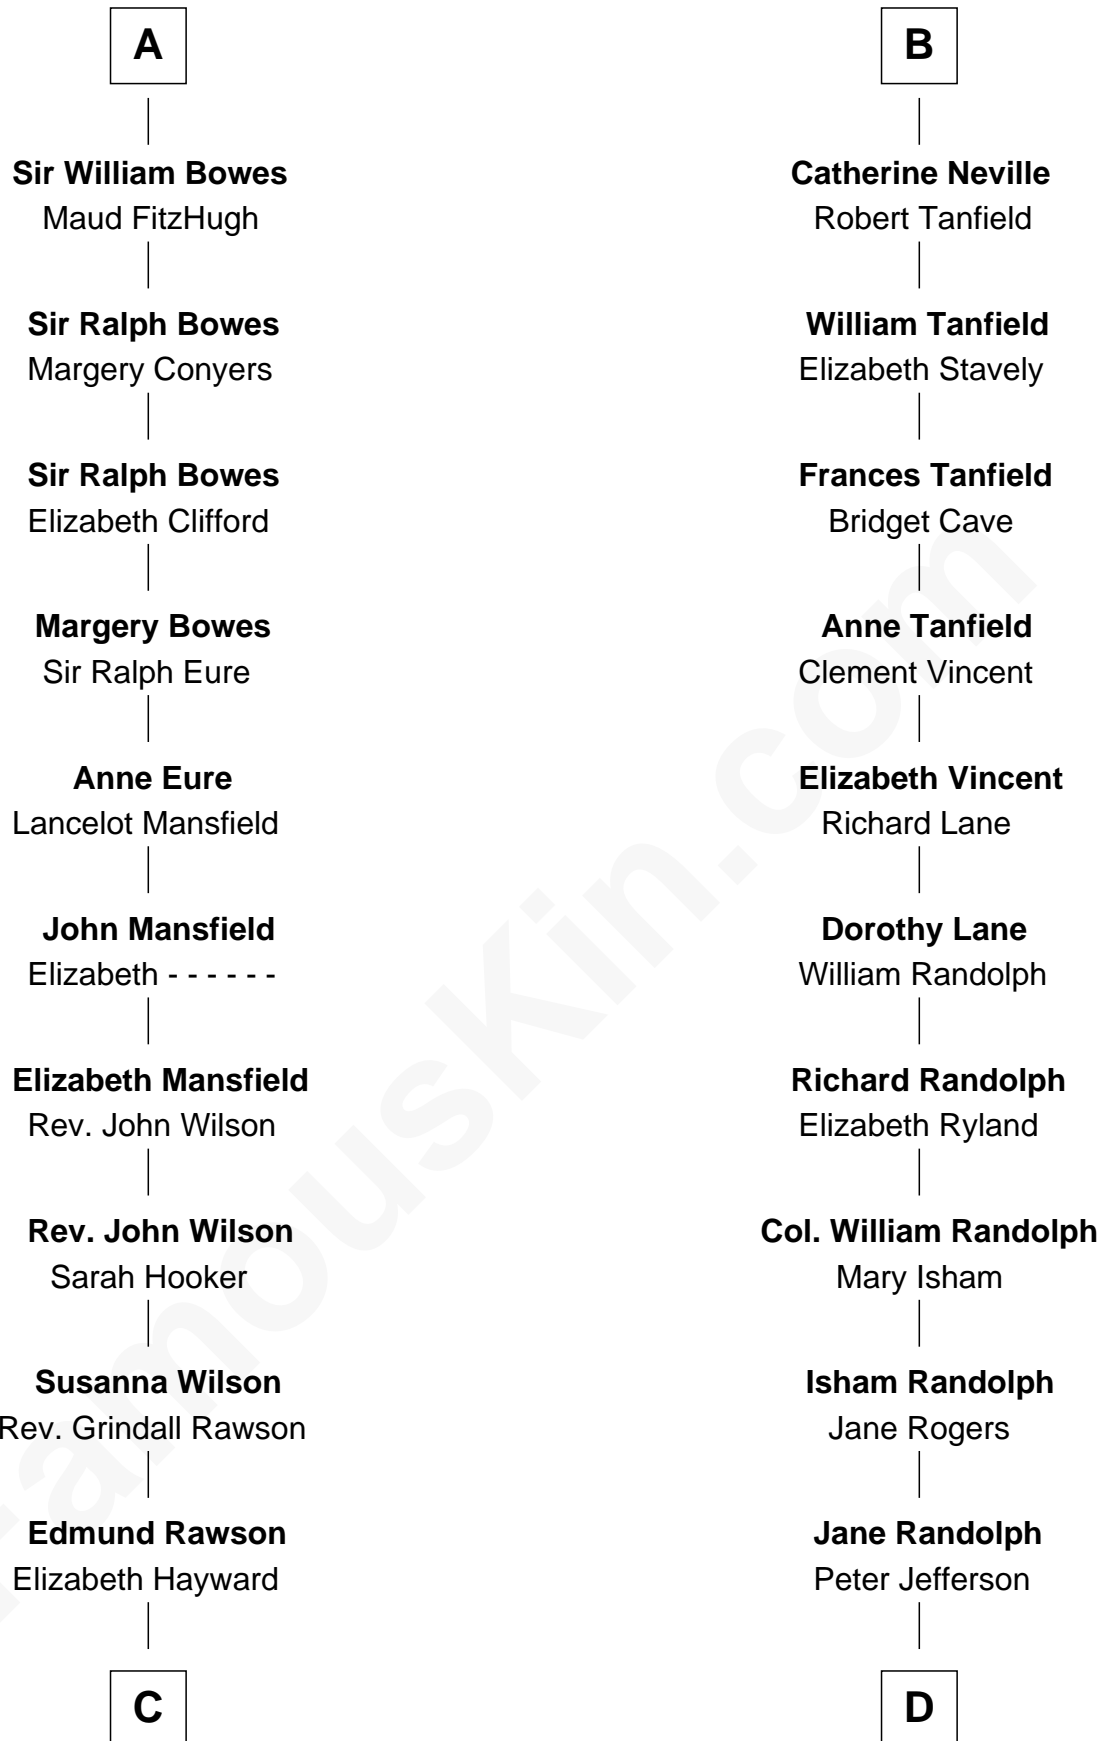 A
Sir William Bowes
Maud FitzHugh
Sir Ralph Bowes
Margery Conyers
Sir Ralph Bowes
Elizabeth Clifford
Margery Bowes
Sir Ralph Eure
Anne Eure
Lancelot Mansfield
John Mansfield
Elizabeth - - - - - -
Elizabeth Mansfield
Rev. John Wilson
Rev. John Wilson
Sarah Hooker
Susanna Wilson
Rev. Grindall Rawson
Edmund Rawson
Elizabeth Hayward
C
B
Catherine Neville
Robert Tanfield
William Tanfield
Elizabeth Stavely
Frances Tanfield
Bridget Cave
Anne Tanfield
Clement Vincent
Elizabeth Vincent
Richard Lane
Dorothy Lane
William Randolph
Richard Randolph
Elizabeth Ryland
Col. William Randolph
Mary Isham
Isham Randolph
Jane Rogers
Jane Randolph
Peter Jefferson
D
FamousKin.com